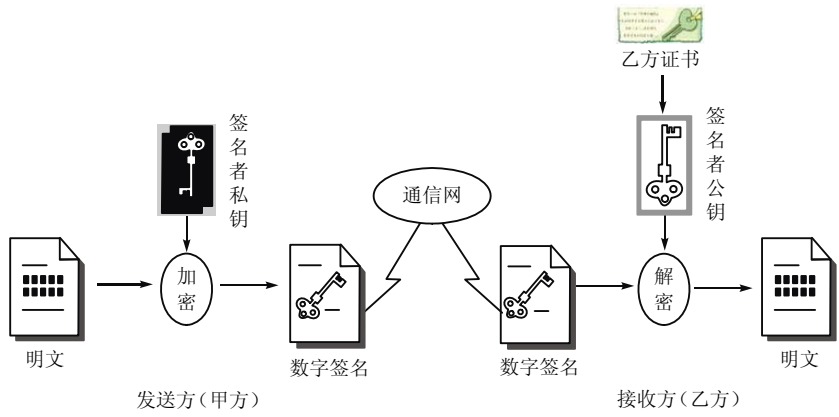 乙方证书
签名者私钥
签名者公钥
通信网
加密
解密
明文
数字签名
数字签名
明文
发送方(甲方)
接收方(乙方)